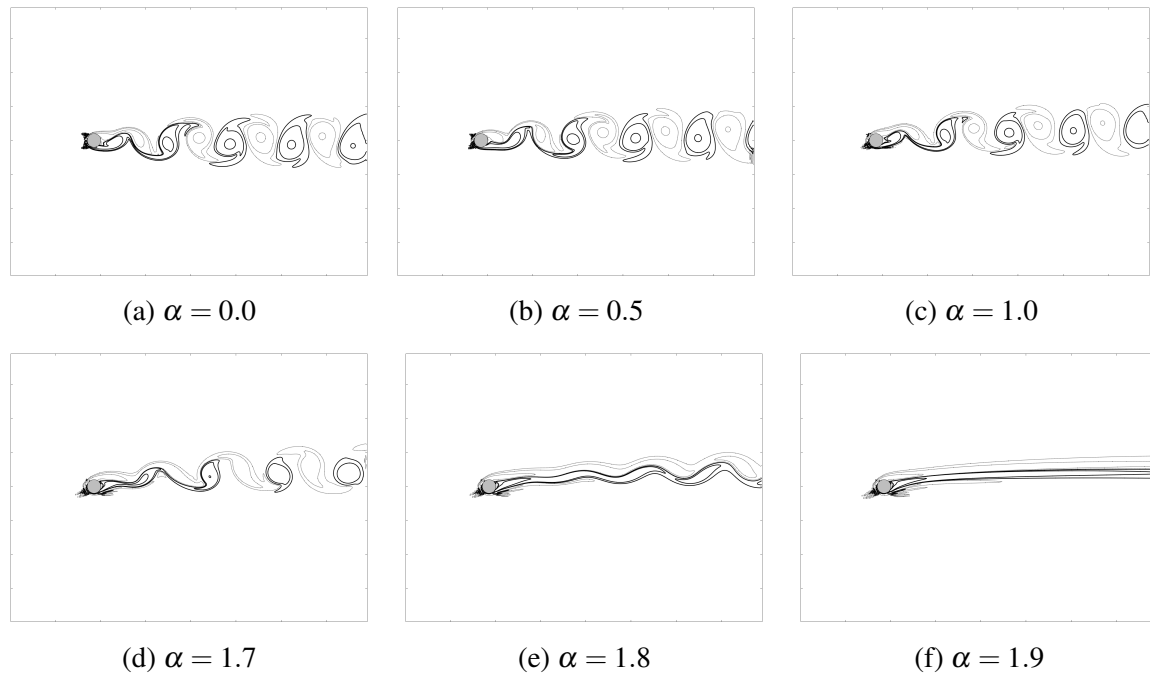 (a) α = 0.0
(b) α = 0.5
(c) α = 1.0
(d) α = 1.7
(e) α = 1.8
(f) α = 1.9